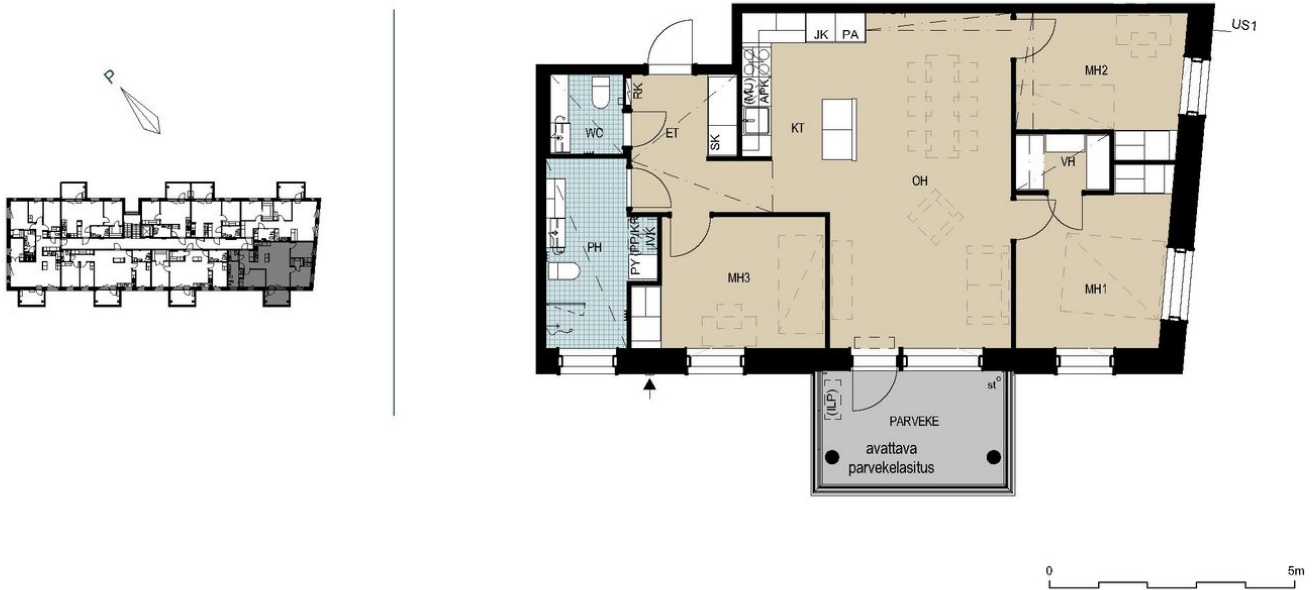 P
US1
JK
PA
MH2
RK
(MJ)
APK
WC
ET
SK
KT
VH
OH
PH
PY (PP/KR)
JVK
MH3
MH1
st°
(ILP)
PARVEKE
avattava
parvekelasitus
0
5m